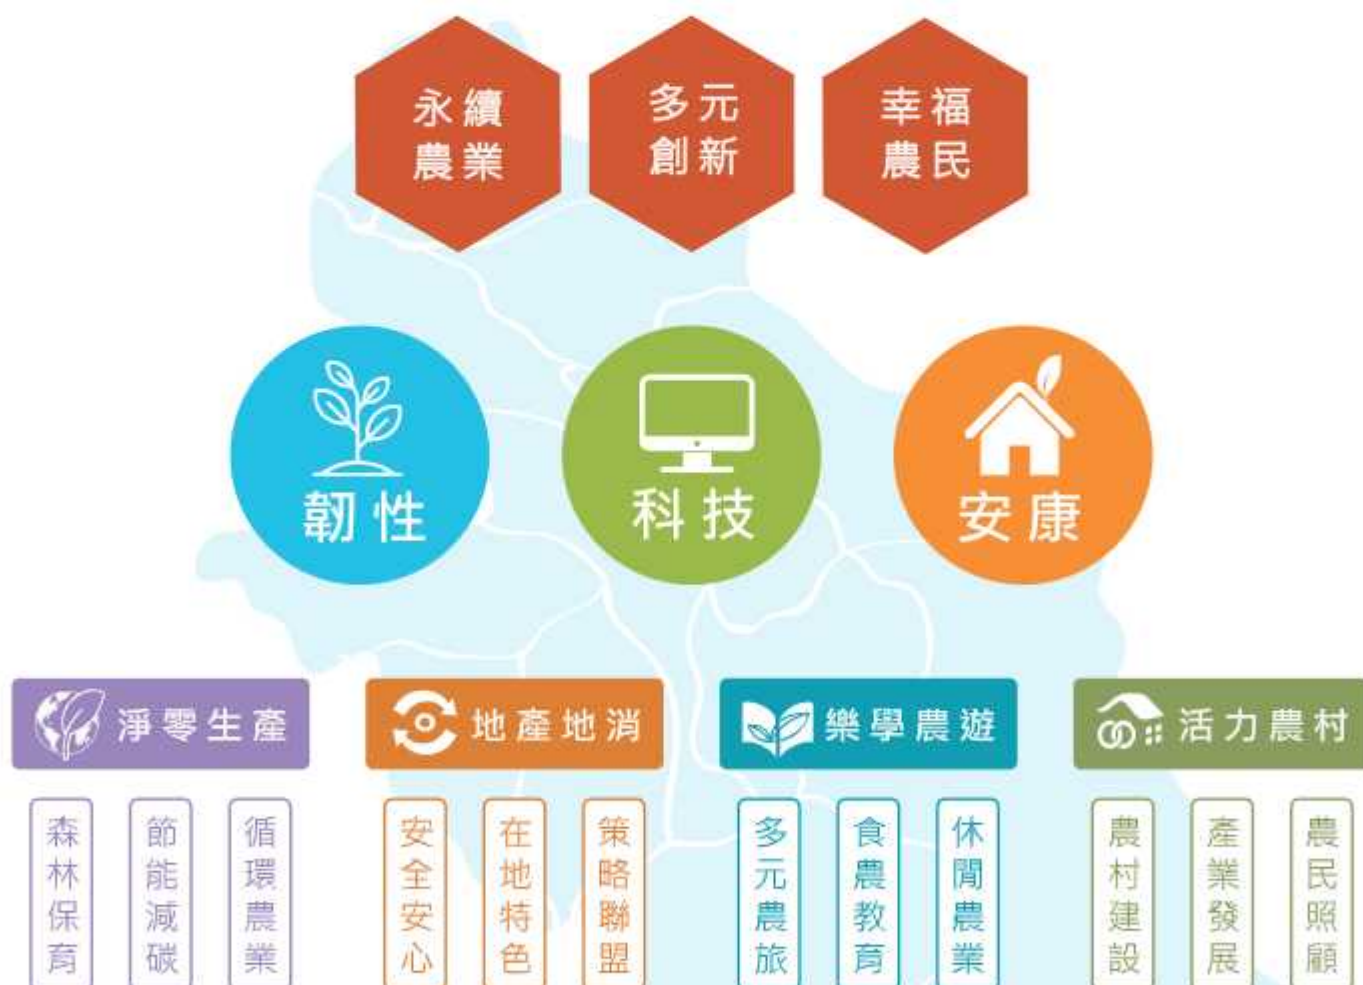 永續
農業
多元
創新
幸福
農民
韌性
科技
安康
淨零生產
地產地消
樂學農遊
活力農村
森林保育
節能減碳
循環農業
安全安心
在地特色
策略聯盟
多元農旅
食農教育
休閒農業
農村建設
產業發展
農民照顧